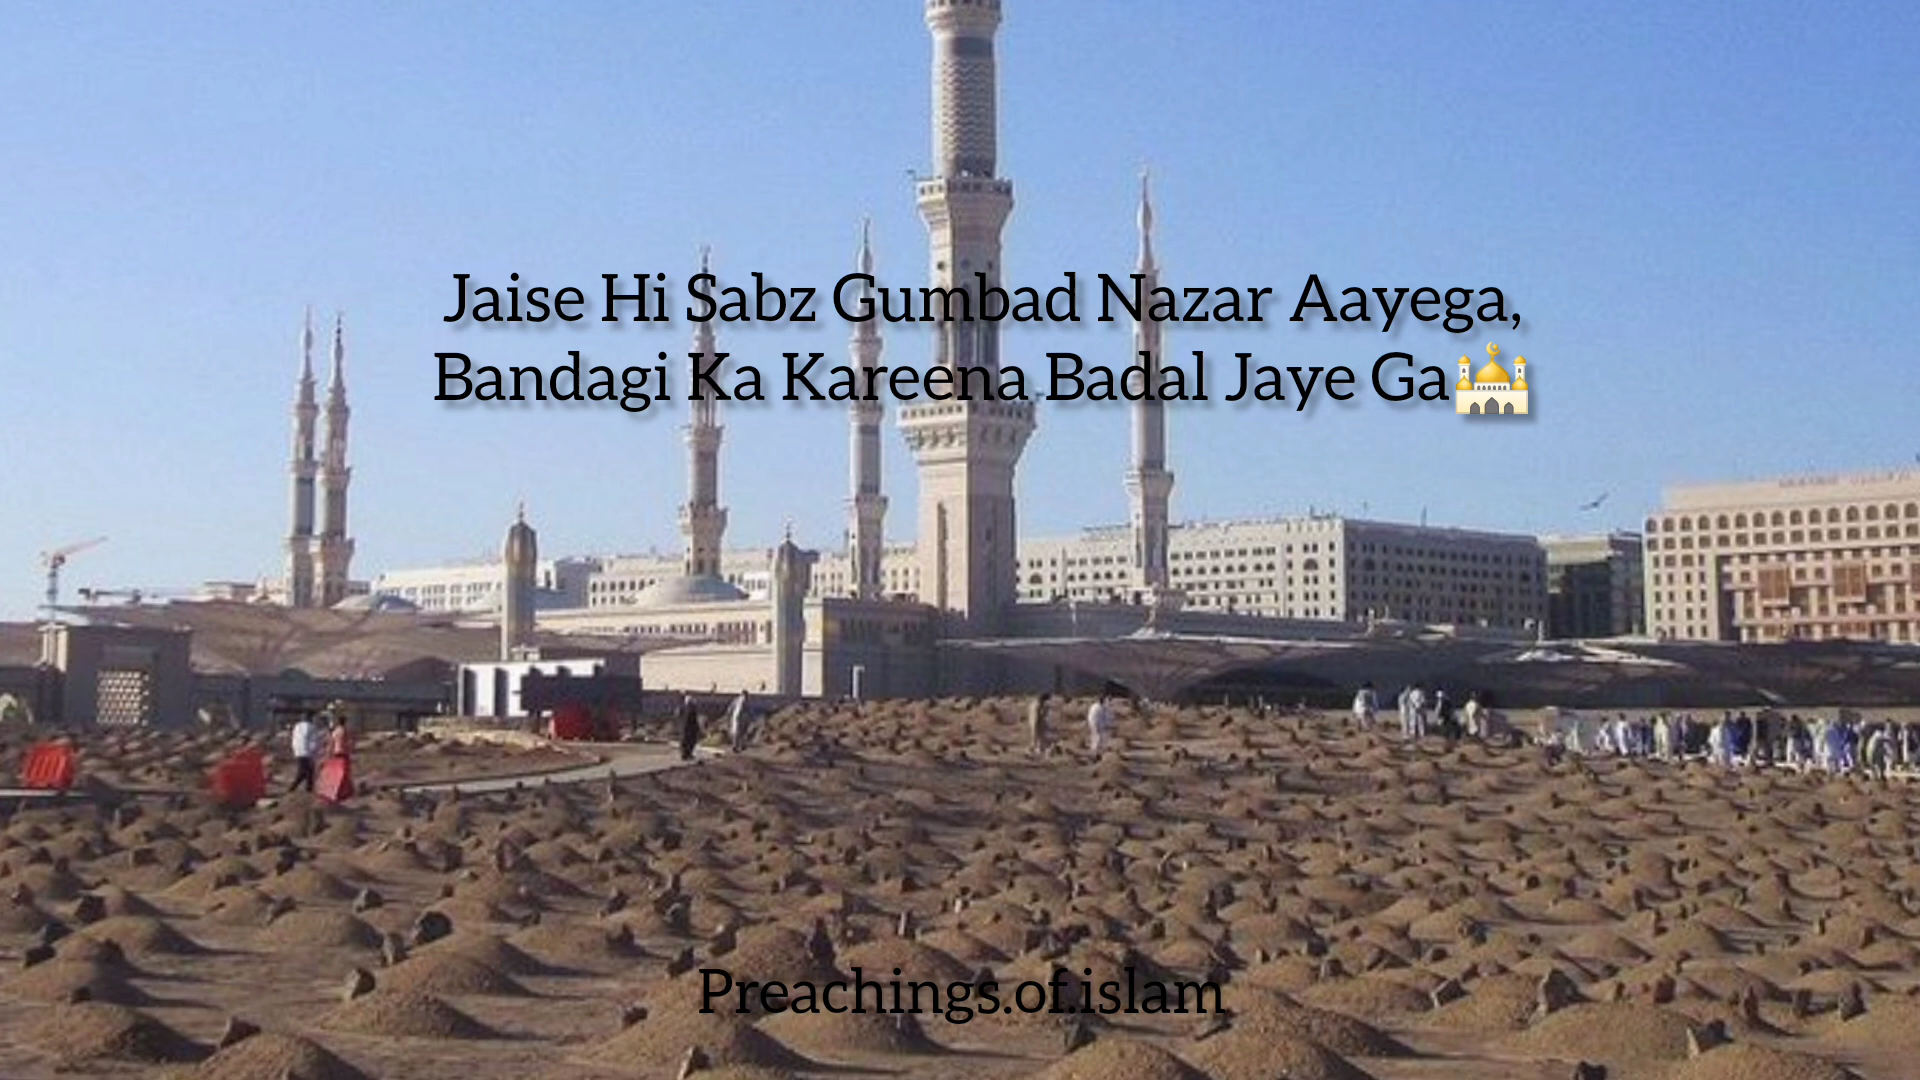 Jaise Hi Sabz Gumbad Nazar Aayega,
Bandagi Ka Kareena Badal Jaye Ga🕌
Preachings.of.islam